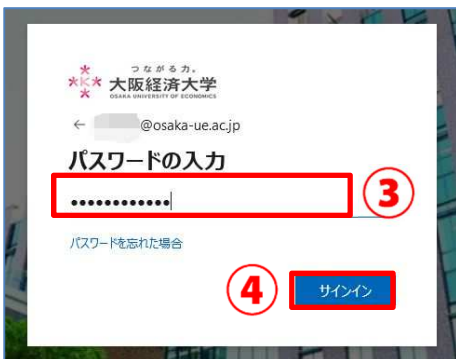 つながる力。
K 大阪経済大学
OSAKA UNIVERSITY OF ECONOMICS
← @osaka-ue.ac.jp
パスワードの入力
●●●●●●●●●●●●
③
パスワードを忘れた場合
④ サインイン